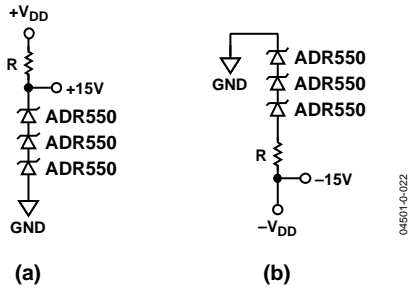 +VDD
R
+15V
ADR550
ADR550
ADR550
GND
(a)
GND
ADR550
ADR550
ADR550
R
–15V
–VDD
(b)
04501-0-022